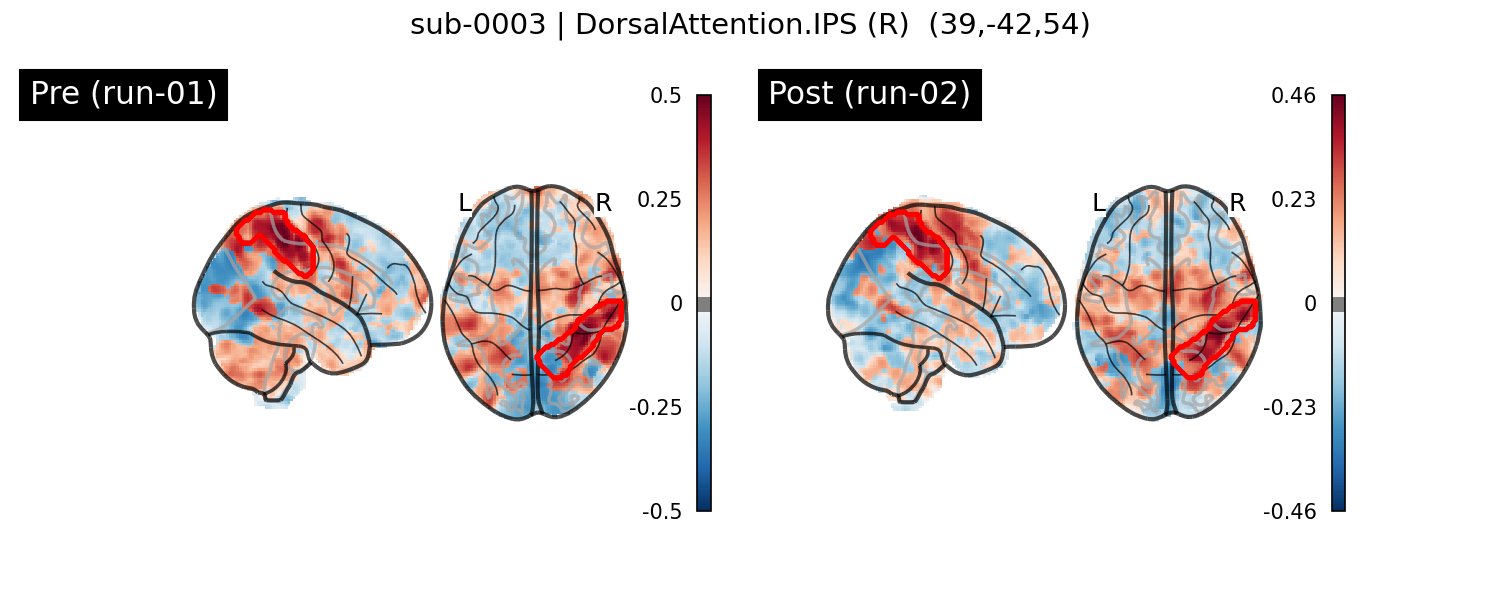 sub-0003 | DorsalAttention.IPS (R)  (39,-42,54)
Pre (run-01)
L
R
0.5
0.25
0
-0.25
-0.5
Post (run-02)
L
R
0.46
0.23
0
-0.23
-0.46